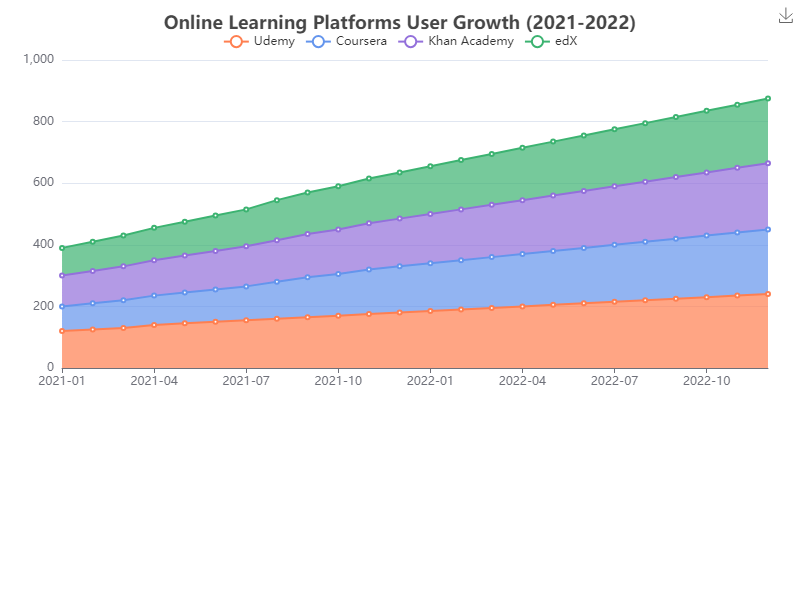 Online Learning Platforms User Growth (2021-2022)
Udemy Coursera Khan Academy edX
1,000
800
600
400
200
0
2021-01 2021-04 2021-07 2021-10 2022-01 2022-04 2022-07 2022-10